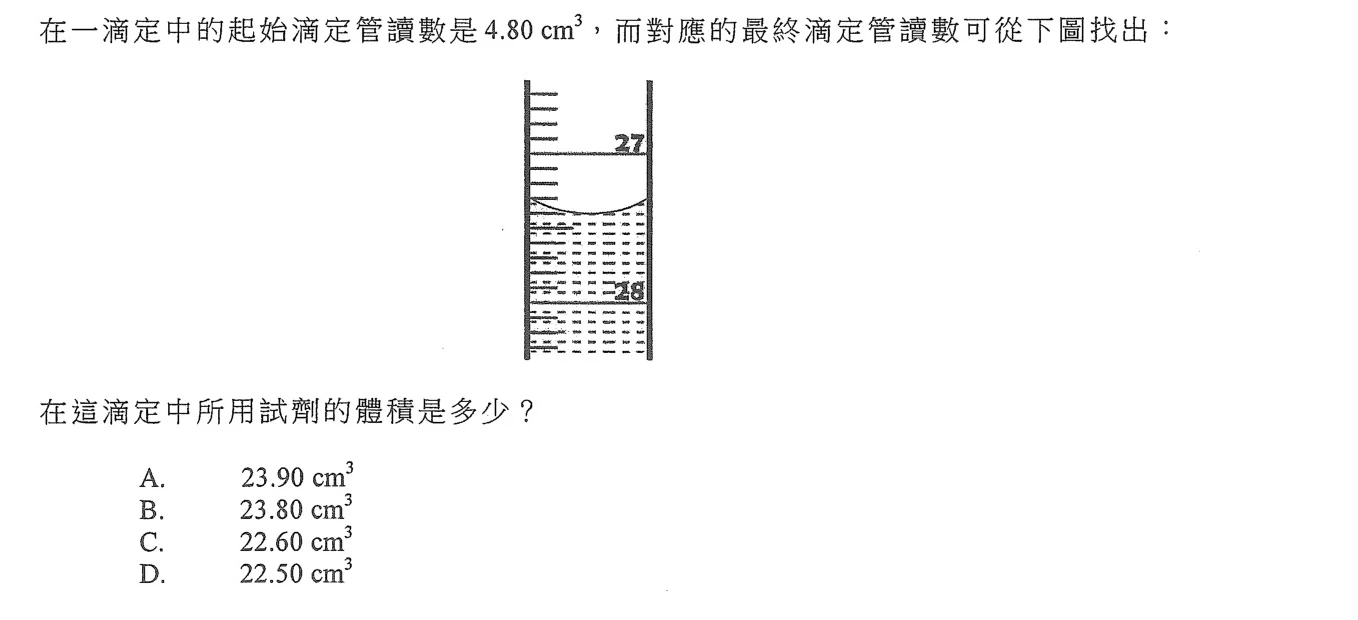 在一滴定中的起始滴定管讀數是 4.80 cm³，而對應的最終滴定管讀數可從下圖找出：
27
28
在這滴定中所用試劑的體積是多少？
A. 23.90 cm³
B. 23.80 cm³
C. 22.60 cm³
D. 22.50 cm³